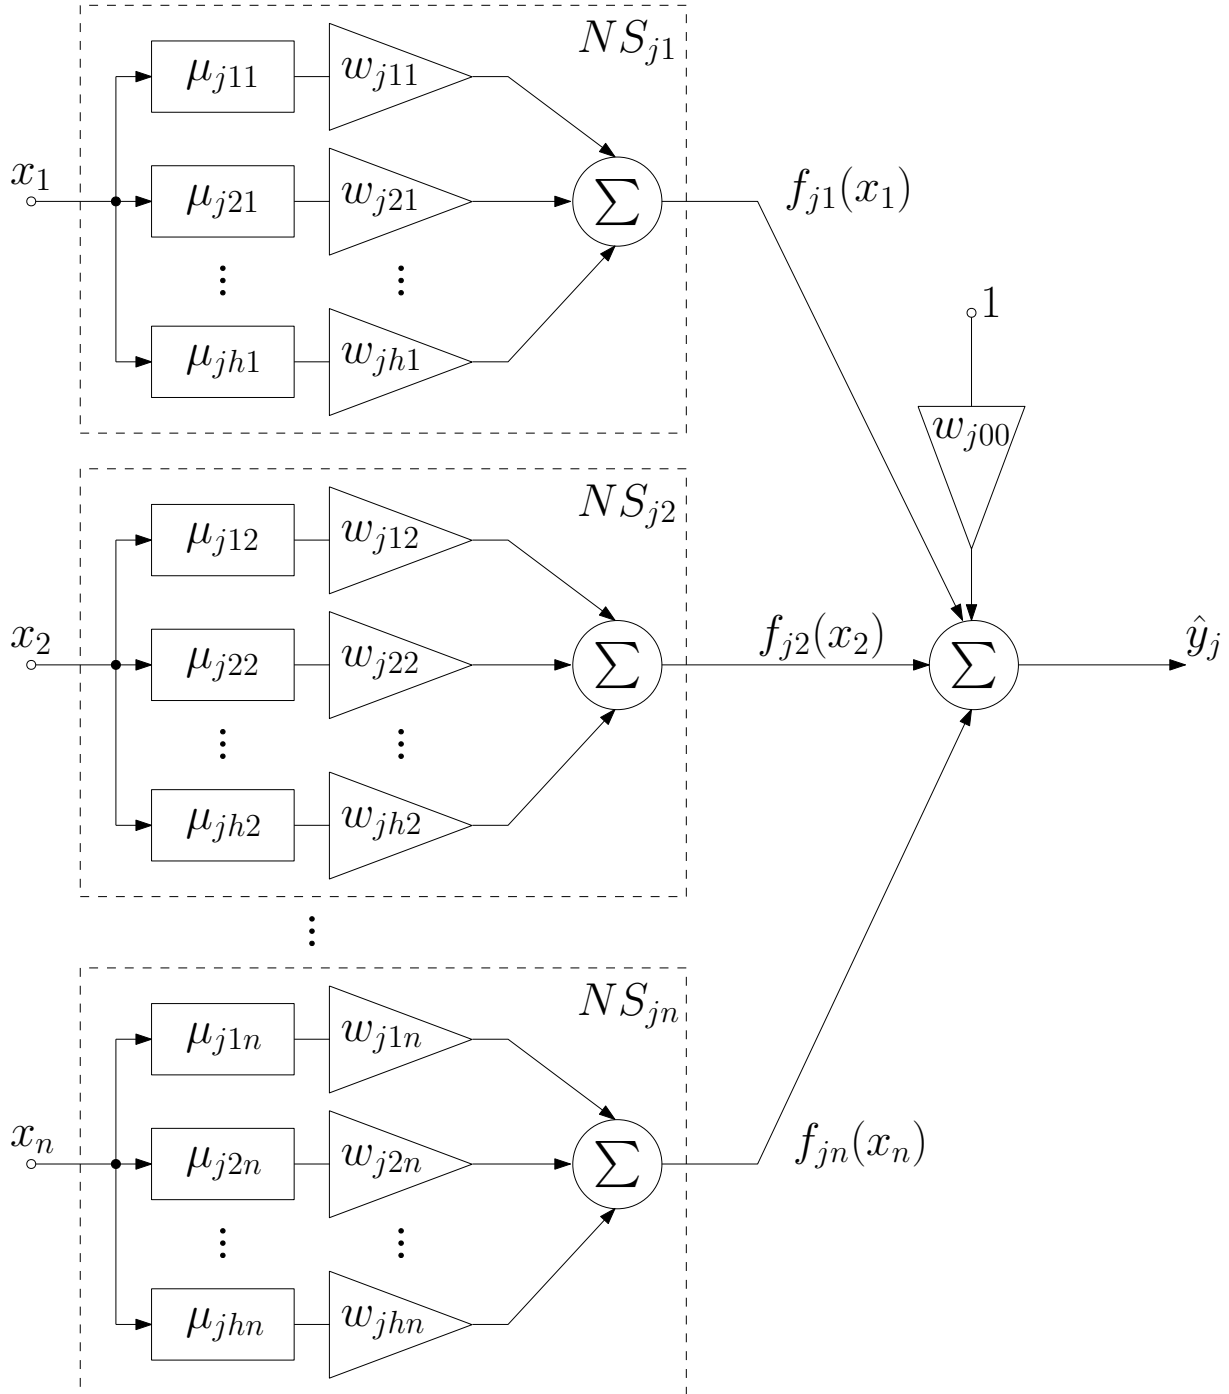 NS_{j1}
μ_{j11} w_{j11}
x_1 μ_{j21} w_{j21} Σ f_{j1}(x_1)
⋮ ⋮
μ_{jh1} w_{jh1}
1
w_{j00}
NS_{j2}
μ_{j12} w_{j12}
x_2 μ_{j22} w_{j22} Σ f_{j2}(x_2) Σ ŷ_j
⋮ ⋮
μ_{jh2} w_{jh2}
⋮
NS_{jn}
μ_{j1n} w_{j1n}
x_n μ_{j2n} w_{j2n} Σ f_{jn}(x_n)
⋮ ⋮
μ_{jhn} w_{jhn}